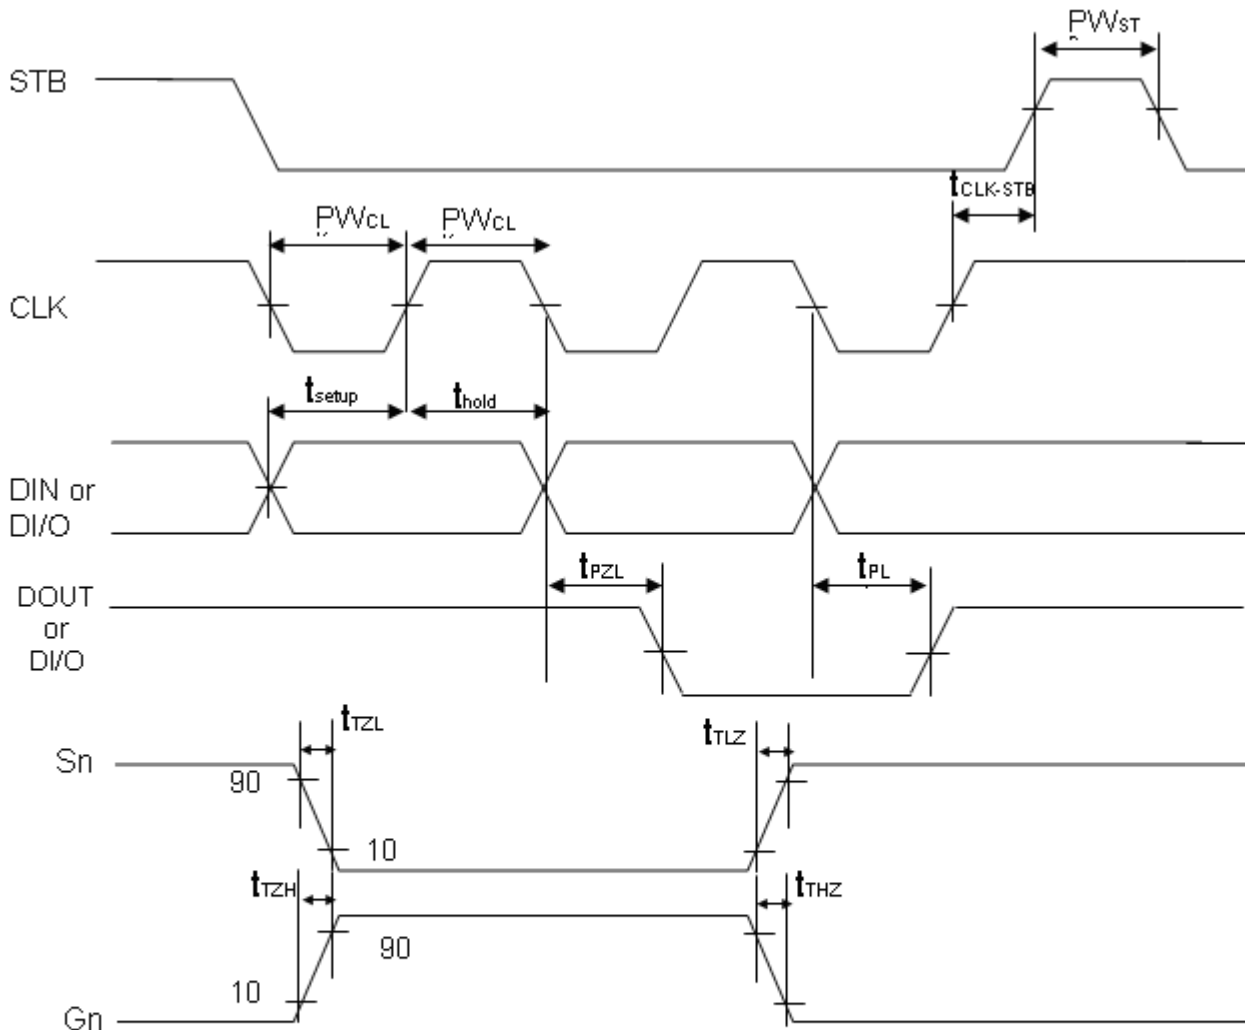 PWST
STB
tCLK-STB
PWCL PWCL
CLK
tsetup thold
DIN or
DI/O
tPZL tPL
DOUT
or
DI/O
tTZL tTLZ
Sn
90
10
tTZH tTHZ
90
10
Gn